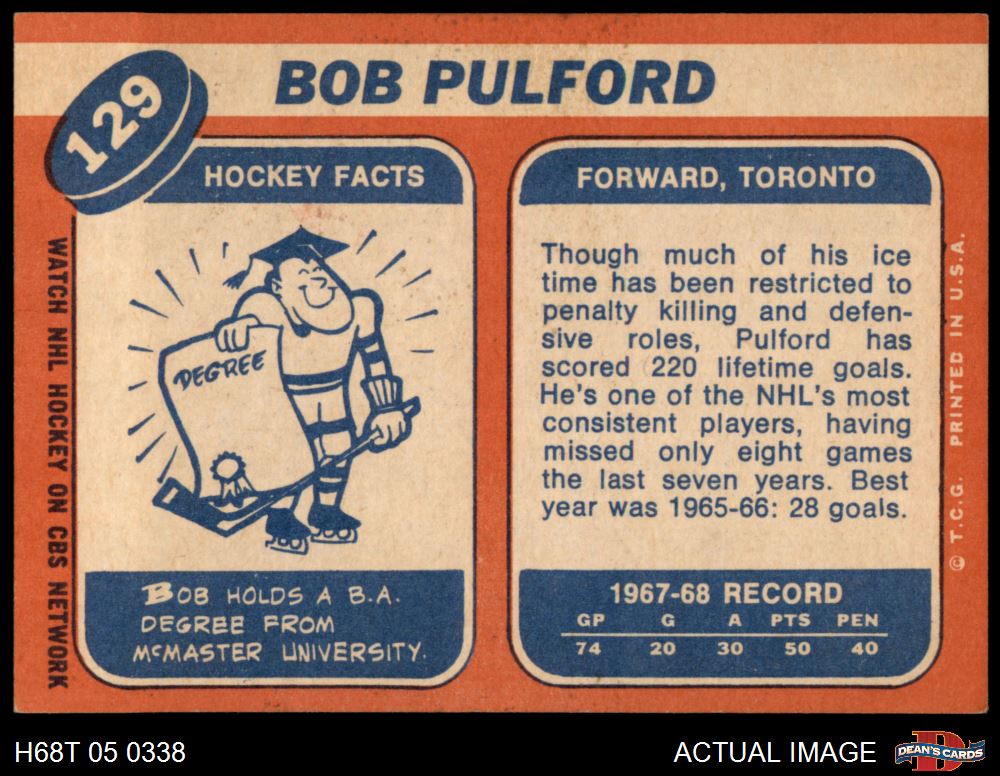 129
BOB PULFORD
HOCKEY FACTS
DEGREE
BOB HOLDS A B.A.
DEGREE FROM
McMASTER UNIVERSITY.
WATCH NHL HOCKEY ON CBS NETWORK
FORWARD, TORONTO
Though much of his ice
time has been restricted to
penalty killing and defen-
sive roles, Pulford has
scored 220 lifetime goals.
He's one of the NHL's most
consistent players, having
missed only eight games
the last seven years. Best
year was 1965-66: 28 goals.
1967-68 RECORD
GP G A PTS PEN
74 20 30 50 40
© T.C.G. PRINTED IN U.S.A.
H68T 05 0338
ACTUAL IMAGE
D
DEAN'S CARDS